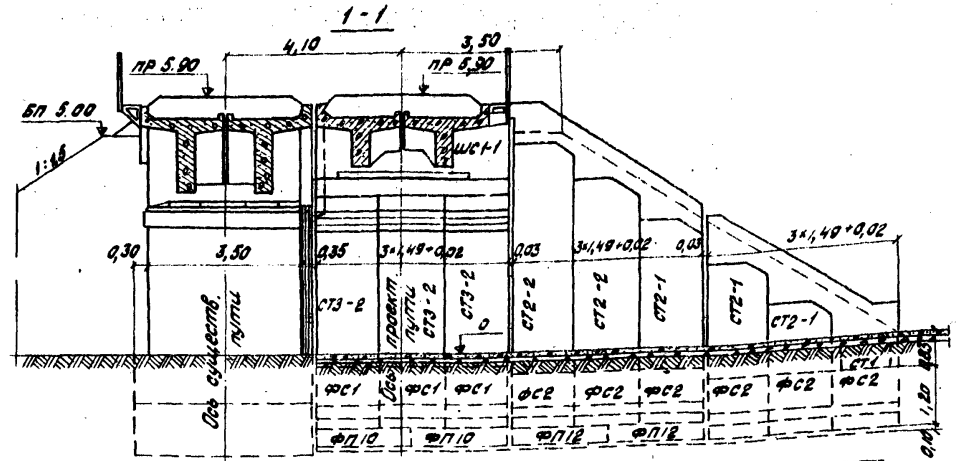 1-1
4,10
3,50
ПР 5.90
ПР 5,90
БП 5.00
1:1,5
ШС1-1
0,30
3,50
0,35
3×1,49+0,02
0,03
3×1,49+0,02
0,03
3×1,49+0,02
Ось существ. пути
СТ3-2
Ось проект пути
СТ3-2
СТ3-2
0
СТ2-2
СТ2-2
СТ2-1
СТ2-1
СТ2-1
СТ1
ФС1
ФС1
ФС1
ФС2
ФС2
ФС2
ФС2
ФС2
ФС2
ФП10
ФП10
ФП12
ФП12
1,20
0,10